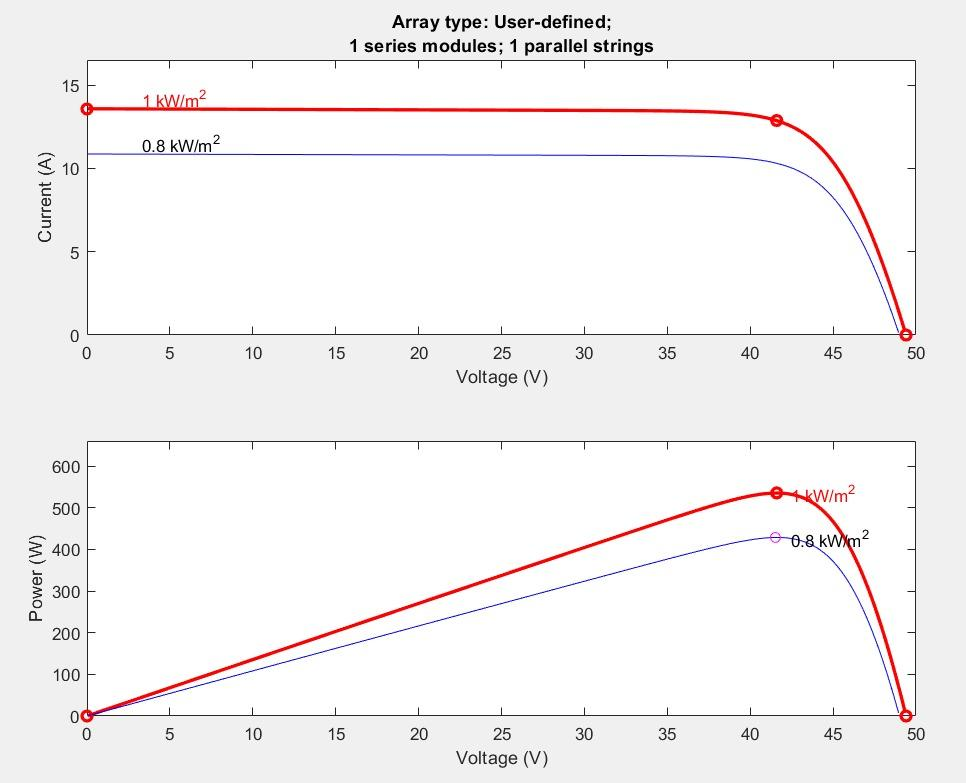 Array type: User-defined;
1 series modules; 1 parallel strings
15
10
5
0
Current (A)
1 kW/m²
0.8 kW/m²
0 5 10 15 20 25 30 35 40 45 50
Voltage (V)
600
500
400
300
200
100
0
Power (W)
1 kW/m²
0.8 kW/m²
0 5 10 15 20 25 30 35 40 45 50
Voltage (V)